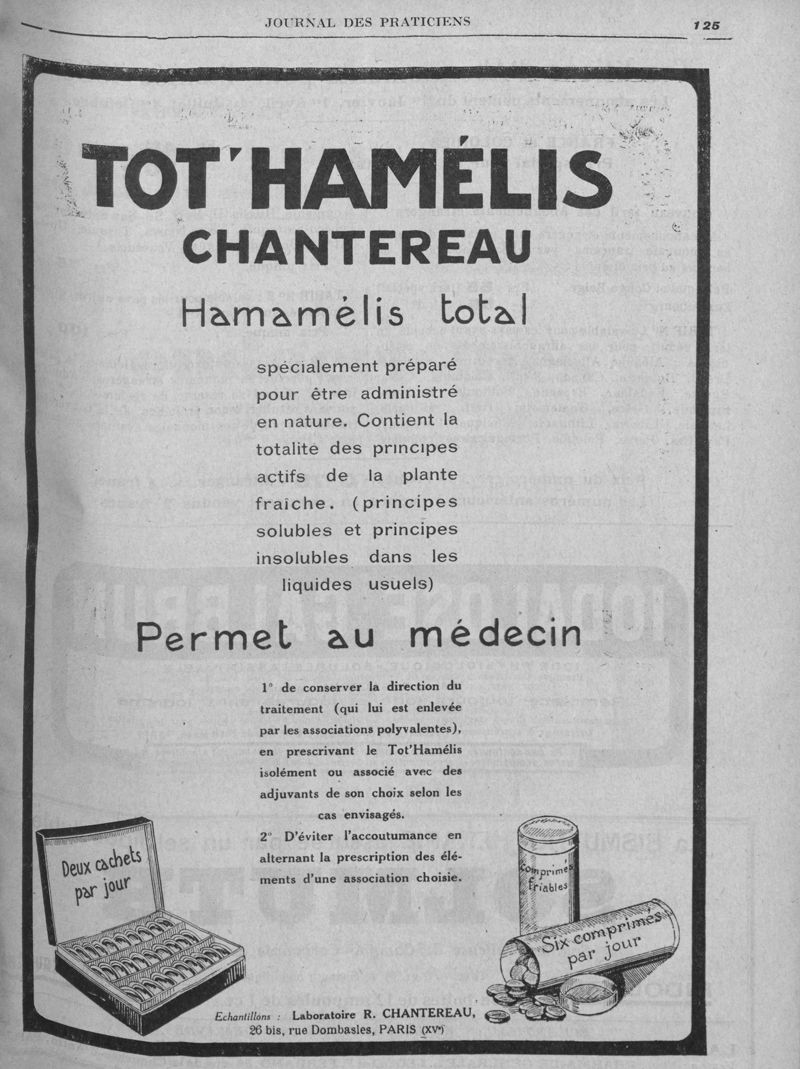 JOURNAL DES PRATICIENS
125
TOT'HAMÉLIS
CHANTEREAU
Hamamélis total
spécialement préparé
pour être administré
en nature. Contient la
totalité des principes
actifs de la plante
fraîche. (principes
solubles et principes
insolubles dans les
liquides usuels)
Permet au médecin
1° de conserver la direction du
traitement (qui lui est enlevée
par les associations polyvalentes),
en prescrivant le Tot'Hamélis
isolément ou associé avec des
adjuvants de son choix selon les
cas envisagés.
2° D'éviter l'accoutumance en
alternant la prescription des élé-
ments d'une association choisie.
Deux cachets
par jour
Comprimés
friables
Six comprimés
par jour
Echantillons : Laboratoire R. CHANTEREAU,
26 bis, rue Dombasles, PARIS (XVe)